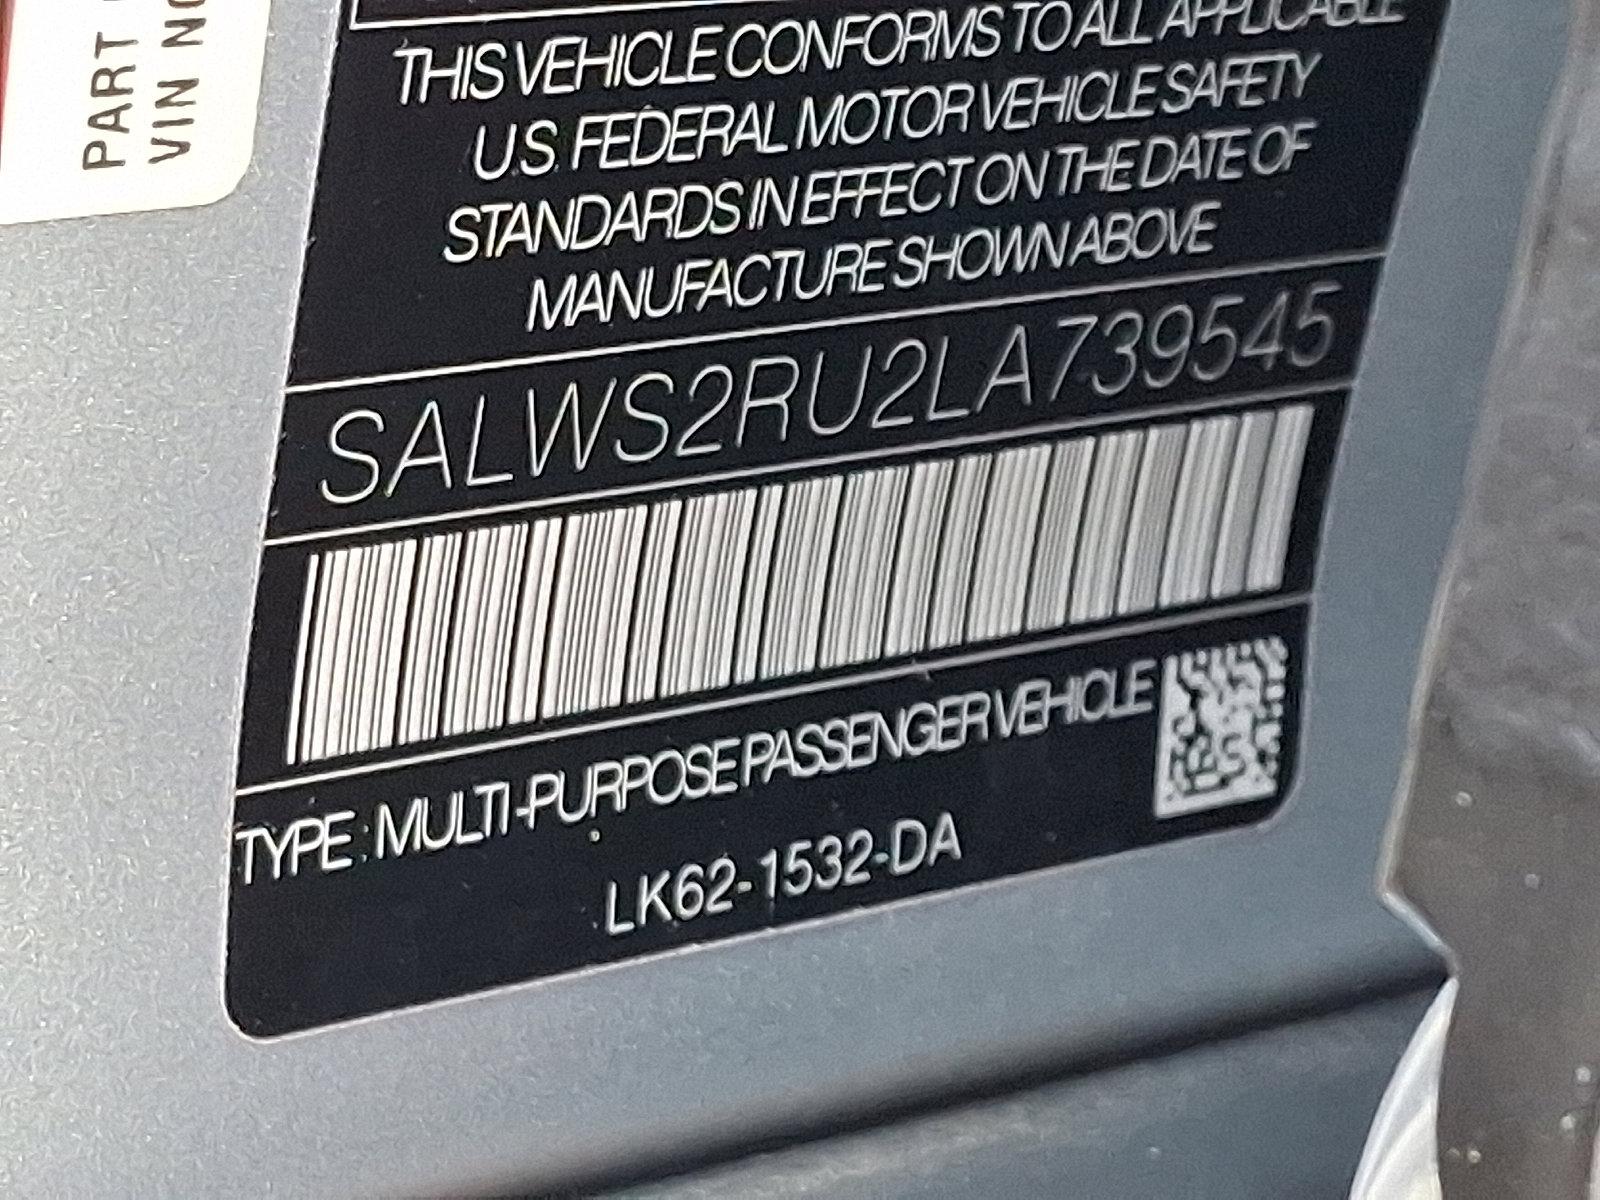 PART
VIN NO
THIS VEHICLE CONFORMS TO ALL APPLICABLE
U.S. FEDERAL MOTOR VEHICLE SAFETY
STANDARDS IN EFFECT ON THE DATE OF
MANUFACTURE SHOWN ABOVE
SALWS2RU2LA739545
TYPE : MULTI-PURPOSE PASSENGER VEHICLE
LK62-1532-DA